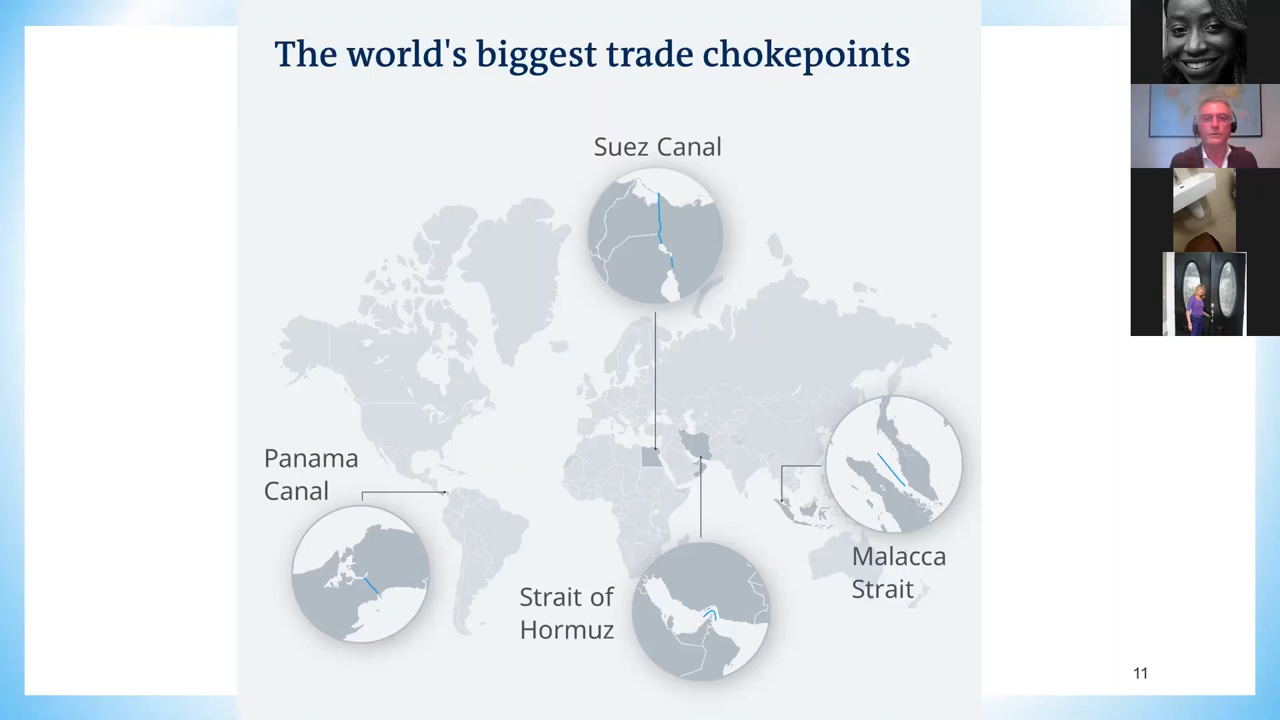 The world's biggest trade chokepoints
Suez Canal
Panama
Canal
Malacca
Strait
Strait of
Hormuz
11